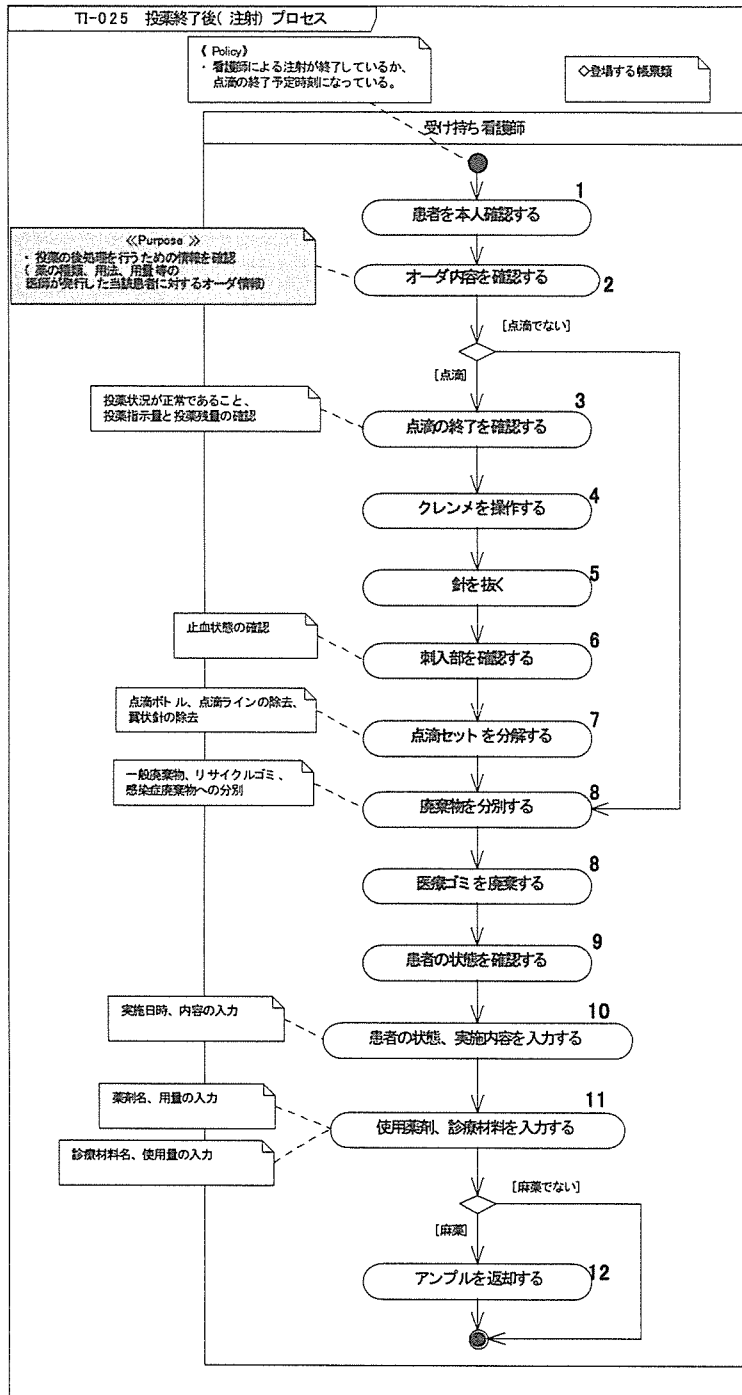 TI-025 投薬終了後( 注射) プロセス
《 Policy》
・ 看護師による注射が終了しているか、
点滴の終了予定時刻になっている。
◇登場する帳票類
受け持ち看護師
1
患者を本人確認する
≪Purpose ≫
・ 投薬の後処理を行うための情報を確認
( 薬の種類、用法、用量等の
医師が発行した当該患者に対するオーダ情報)
オーダ内容を確認する
2
[点滴でない]
[点滴]
投薬状況が正常であること、
投薬指示量と投薬残量の確認
3
点滴の終了を確認する
4
クレンメを操作する
5
針を抜く
止血状態の確認
6
刺入部を確認する
点滴ボトル、点滴ラインの除去、
翼状針の除去
7
点滴セットを分解する
一般廃棄物、リサイクルゴミ、
感染症廃棄物への分別
8
廃棄物を分別する
8
医療ゴミを廃棄する
9
患者の状態を確認する
実施日時、内容の入力
10
患者の状態、実施内容を入力する
薬剤名、用量の入力
11
使用薬剤、診療材料を入力する
診療材料名、使用量の入力
[麻薬でない]
[麻薬]
12
アンプルを返却する